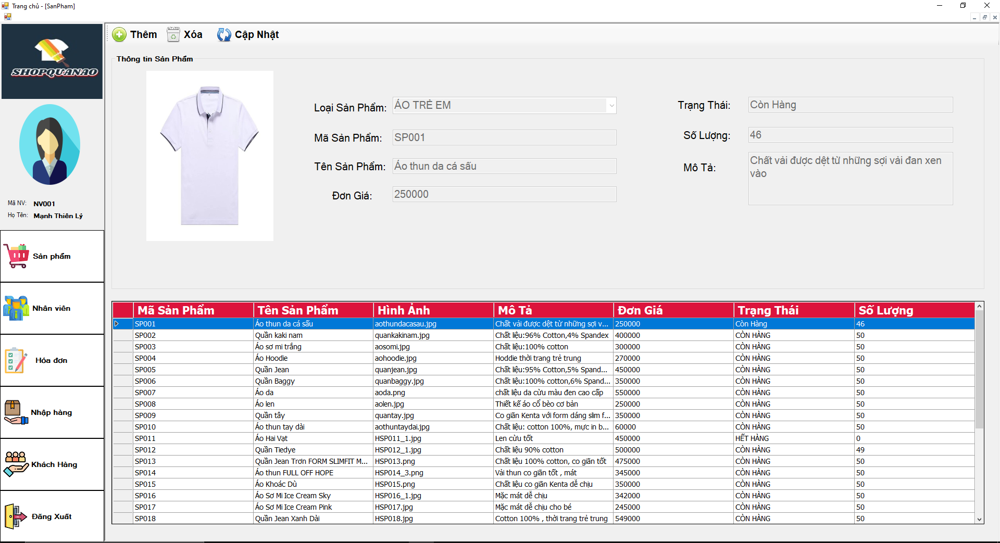 Trang chủ - [SanPham]
Thêm Xóa Cập Nhật
SHOPQUANAO
Mã NV: NV001
Họ Tên: Mạnh Thiên Lý
Sản phẩm
Nhân viên
Hóa đơn
Nhập hàng
Khách Hàng
Đăng Xuất
Thông tin Sản Phẩm
Loại Sản Phẩm: ÁO TRẺ EM
Mã Sản Phẩm: SP001
Tên Sản Phẩm: Áo thun da cá sấu
Đơn Giá: 250000
Trạng Thái: Còn Hàng
Số Lượng: 46
Mô Tả: Chất vải được dệt từ những sợi vải đan xen
vào
Mã Sản Phẩm Tên Sản Phẩm Hình Ảnh Mô Tả Đơn Giá Trạng Thái Số Lượng
SP001 Áo thun da cá sấu aothundacasau.jpg Chất vải được dệt từ những sợi v... 250000 Còn Hàng 46
SP002 Quần kaki nam quankakinam.jpg Chất liệu:96% Cotton,4% Spandex 400000 CÒN HÀNG 50
SP003 Áo sơ mi trắng aosomi.jpg Chất liệu:100% cotton 300000 CÒN HÀNG 50
SP004 Áo Hoodie aohoodie.jpg Hoddie thời trang trẻ trung 270000 CÒN HÀNG 50
SP005 Quần Jean quanjean.jpg Chất liệu:95% Cotton,5% Spand... 450000 CÒN HÀNG 50
SP006 Quần Baggy quanbaggy.jpg Chất liệu:100% cotton,6% Spand... 350000 CÒN HÀNG 50
SP007 Áo da aoda.png chất liệu da cừu màu đen cao cấp 550000 CÒN HÀNG 50
SP008 Áo len aolen.jpg Thiết kế áo cổ bèo cơ bản 250000 CÒN HÀNG 50
SP009 Quần tây quantay.jpg Co giãn Kenta với form dáng slim f... 350000 CÒN HÀNG 50
SP010 Áo thun tay dài aothuntaydai.jpg Chất liệu: cotton 100%, mực in b... 60000 CÒN HÀNG 50
SP011 Áo Hai Vạt HSP011_1.jpg Len cừu tốt 450000 HẾT HÀNG 0
SP012 Quần Tiedye HSP012_1.jpg Chất liệu 90% cotton 500000 CÒN HÀNG 49
SP013 Quần Jean Trơn FORM SLIMFIT M... HSP013.png Chất liệu 100% cotton, co giãn tốt 475000 CÒN HÀNG 50
SP014 Áo thun FULL OFF HOPE HSP014_3.png Vải thun co giãn tốt , mát 345000 CÒN HÀNG 50
SP015 Áo Khoác Dù HSP015.png Chất liệu co giãn Kenta dễ chịu 350000 CÒN HÀNG 50
SP016 Áo Sơ Mi Ice Cream Sky HSP016_1.jpg Mặc mát dễ chịu 342000 CÒN HÀNG 50
SP017 Áo Sơ Mi Ice Cream Pink HSP017.jpg Mặc mát dễ chịu cho bé 245000 CÒN HÀNG 50
SP018 Quần Jean Xanh Dài HSP018.jpg Cotton 100% , thời trang trẻ trung 549000 CÒN HÀNG 50